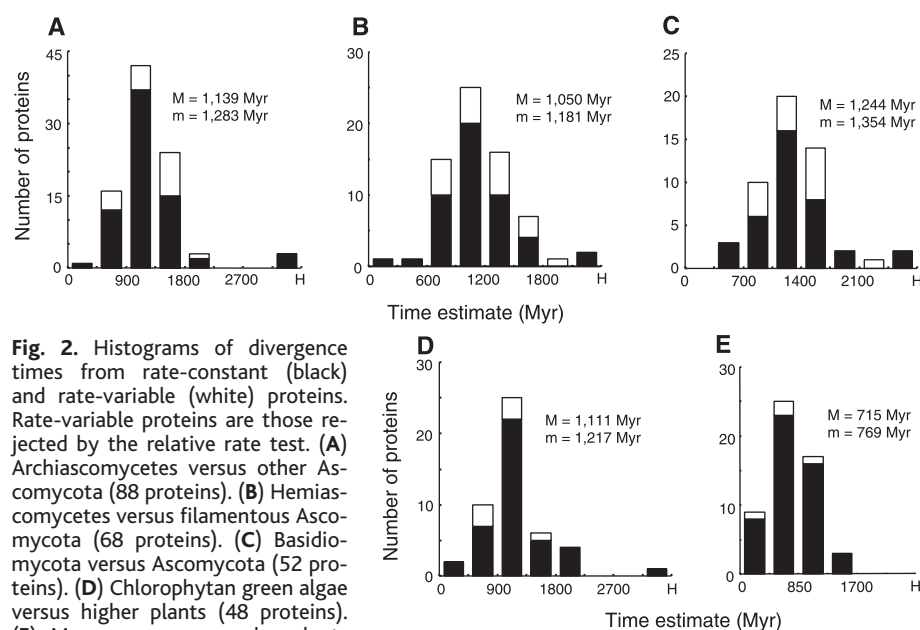 A
45
30
15
0
Number of proteins
M = 1,139 Myr
m = 1,283 Myr
0 900 1800 2700 H
B
30
20
10
0
M = 1,050 Myr
m = 1,181 Myr
0 600 1200 1800 H
C
25
20
15
10
5
0
M = 1,244 Myr
m = 1,354 Myr
0 700 1400 2100 H
Time estimate (Myr)
Fig. 2. Histograms of divergence
times from rate-constant (black)
and rate-variable (white) proteins.
Rate-variable proteins are those re-
jected by the relative rate test. (A)
Archiascomycetes versus other As-
comycota (88 proteins). (B) Hemias-
comycetes versus filamentous Asco-
mycota (68 proteins). (C) Basidio-
mycota versus Ascomycota (52 pro-
teins). (D) Chlorophytan green algae
versus higher plants (48 proteins).
D
30
20
10
0
Number of proteins
M = 1,111 Myr
m = 1,217 Myr
0 900 1800 2700 H
E
30
20
10
0
M = 715 Myr
m = 769 Myr
0 850 1700 H
Time estimate (Myr)